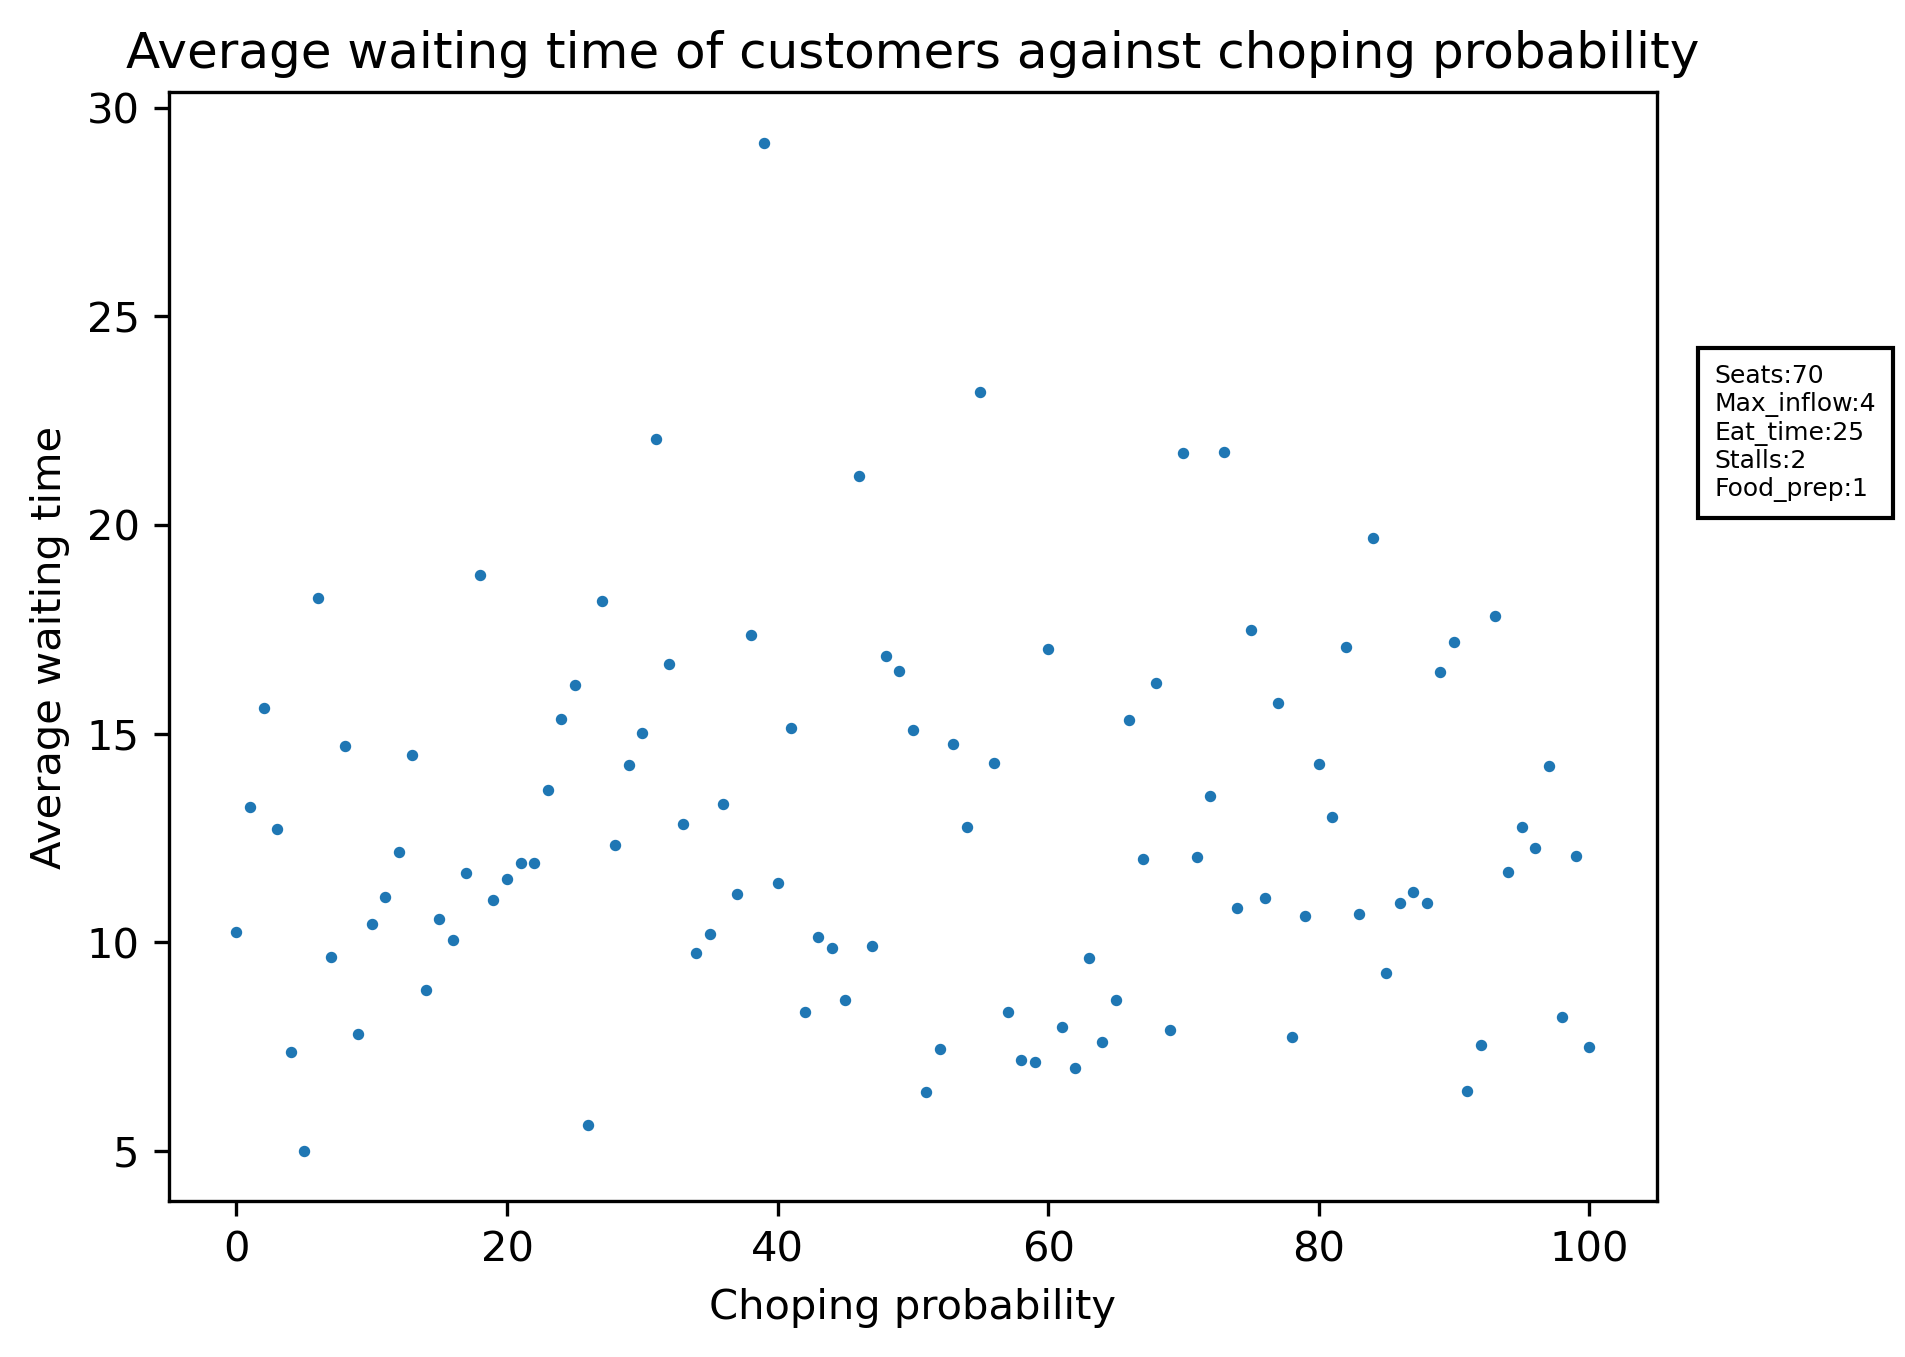 Average waiting time of customers against choping probability
30
25
20
15
10
5
Average waiting time
0 20 40 60 80 100
Choping probability
Seats:70
Max_inflow:4
Eat_time:25
Stalls:2
Food_prep:1